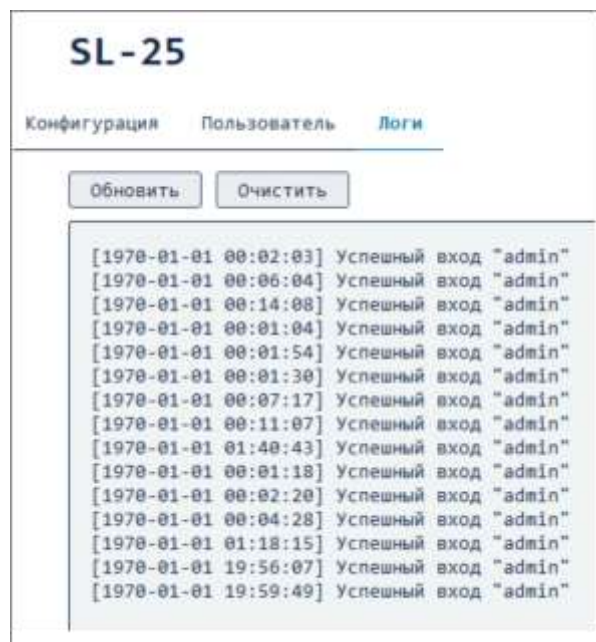 SL-25
Конфигурация Пользователь Логи
Обновить Очистить
[1970-01-01 00:02:03] Успешный вход "admin"
[1970-01-01 00:06:04] Успешный вход "admin"
[1970-01-01 00:14:08] Успешный вход "admin"
[1970-01-01 00:01:04] Успешный вход "admin"
[1970-01-01 00:01:54] Успешный вход "admin"
[1970-01-01 00:01:30] Успешный вход "admin"
[1970-01-01 00:07:17] Успешный вход "admin"
[1970-01-01 00:11:07] Успешный вход "admin"
[1970-01-01 01:40:43] Успешный вход "admin"
[1970-01-01 00:01:18] Успешный вход "admin"
[1970-01-01 00:02:20] Успешный вход "admin"
[1970-01-01 00:04:28] Успешный вход "admin"
[1970-01-01 01:18:15] Успешный вход "admin"
[1970-01-01 19:56:07] Успешный вход "admin"
[1970-01-01 19:59:49] Успешный вход "admin"